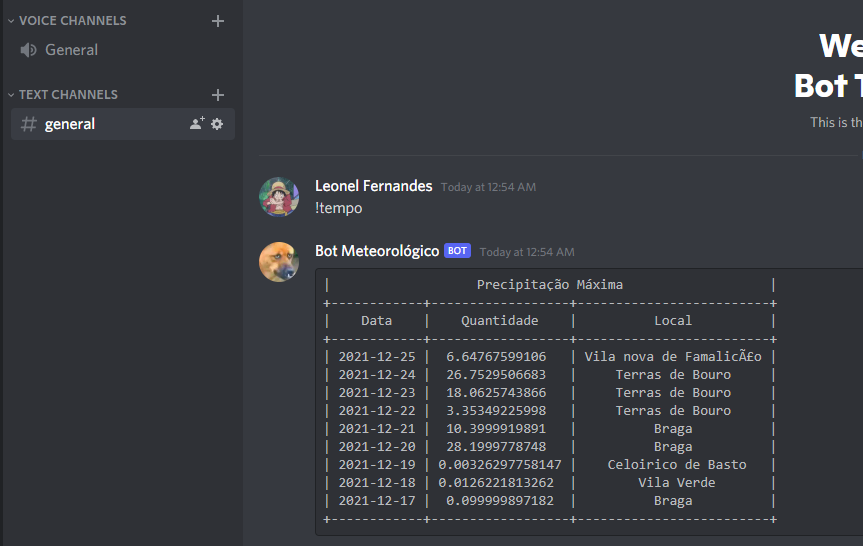 VOICE CHANNELS
General
TEXT CHANNELS
general
We
Bot T
This is th
Leonel Fernandes Today at 12:54 AM
!tempo
Bot Meteorológico BOT Today at 12:54 AM
| Precipitação Máxima |
+------------+------------------+-------------------------+
| Data | Quantidade | Local |
+------------+------------------+-------------------------+
| 2021-12-25 | 6.64767599106 | Vila nova de FamalicÃ£o |
| 2021-12-24 | 26.7529506683 | Terras de Bouro |
| 2021-12-23 | 18.0625743866 | Terras de Bouro |
| 2021-12-22 | 3.35349225998 | Terras de Bouro |
| 2021-12-21 | 10.3999919891 | Braga |
| 2021-12-20 | 28.1999778748 | Braga |
| 2021-12-19 | 0.00326297758147 | Celoirico de Basto |
| 2021-12-18 | 0.0126221813262 | Vila Verde |
| 2021-12-17 | 0.099999897182 | Braga |
+------------+------------------+-------------------------+